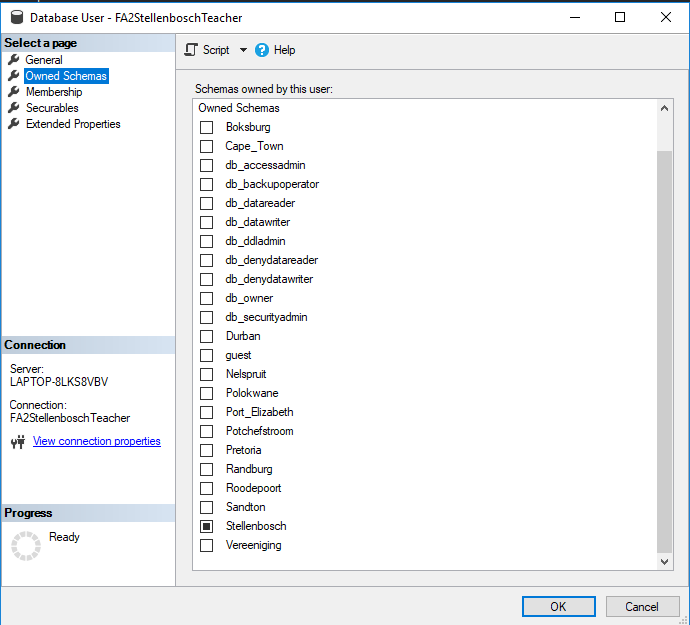 Database User - FA2StellenboschTeacher
Select a page
General
Owned Schemas
Membership
Securables
Extended Properties
Script
Help
Schemas owned by this user:
Owned Schemas
Boksburg
Cape_Town
db_accessadmin
db_backupoperator
db_datareader
db_datawriter
db_ddladmin
db_denydatareader
db_denydatawriter
db_owner
db_securityadmin
Durban
guest
Nelspruit
Polokwane
Port_Elizabeth
Potchefstroom
Pretoria
Randburg
Roodepoort
Sandton
Stellenbosch
Vereeniging
Connection
Server:
LAPTOP-8LKS8VBV
Connection:
FA2StellenboschTeacher
View connection properties
Progress
Ready
OK
Cancel